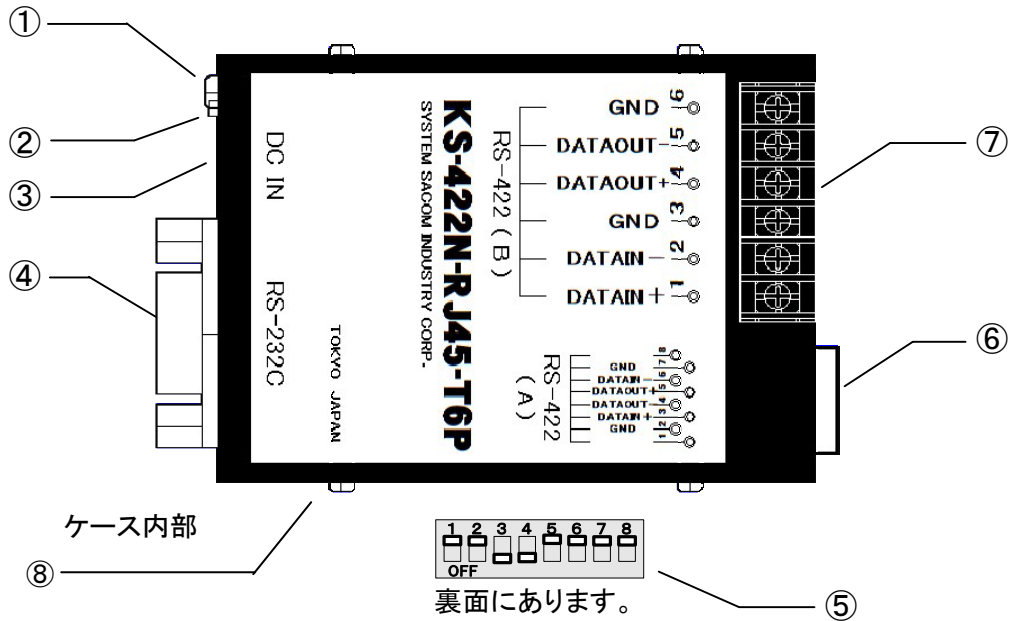 ①
②
③
④
DC IN
RS-232C
TOKYO JAPAN
SYSTEM SACOM INDUSTRY CORP-
KS-422N-RJ45-T6P
RS-422 (B)
GND 6
DATAOUT- 5
DATAOUT+ 4
GND 3
DATAIN- 2
DATAIN+ 1
RS-422
(A)
8
GND 7
DATAIN- 6
DATAOUT+ 5
DATAOUT- 4
DATAIN+ 3
GND 2
1
⑦
⑥
ケース内部
⑧
1 2 3 4 5 6 7 8
OFF
裏面にあります。
⑤